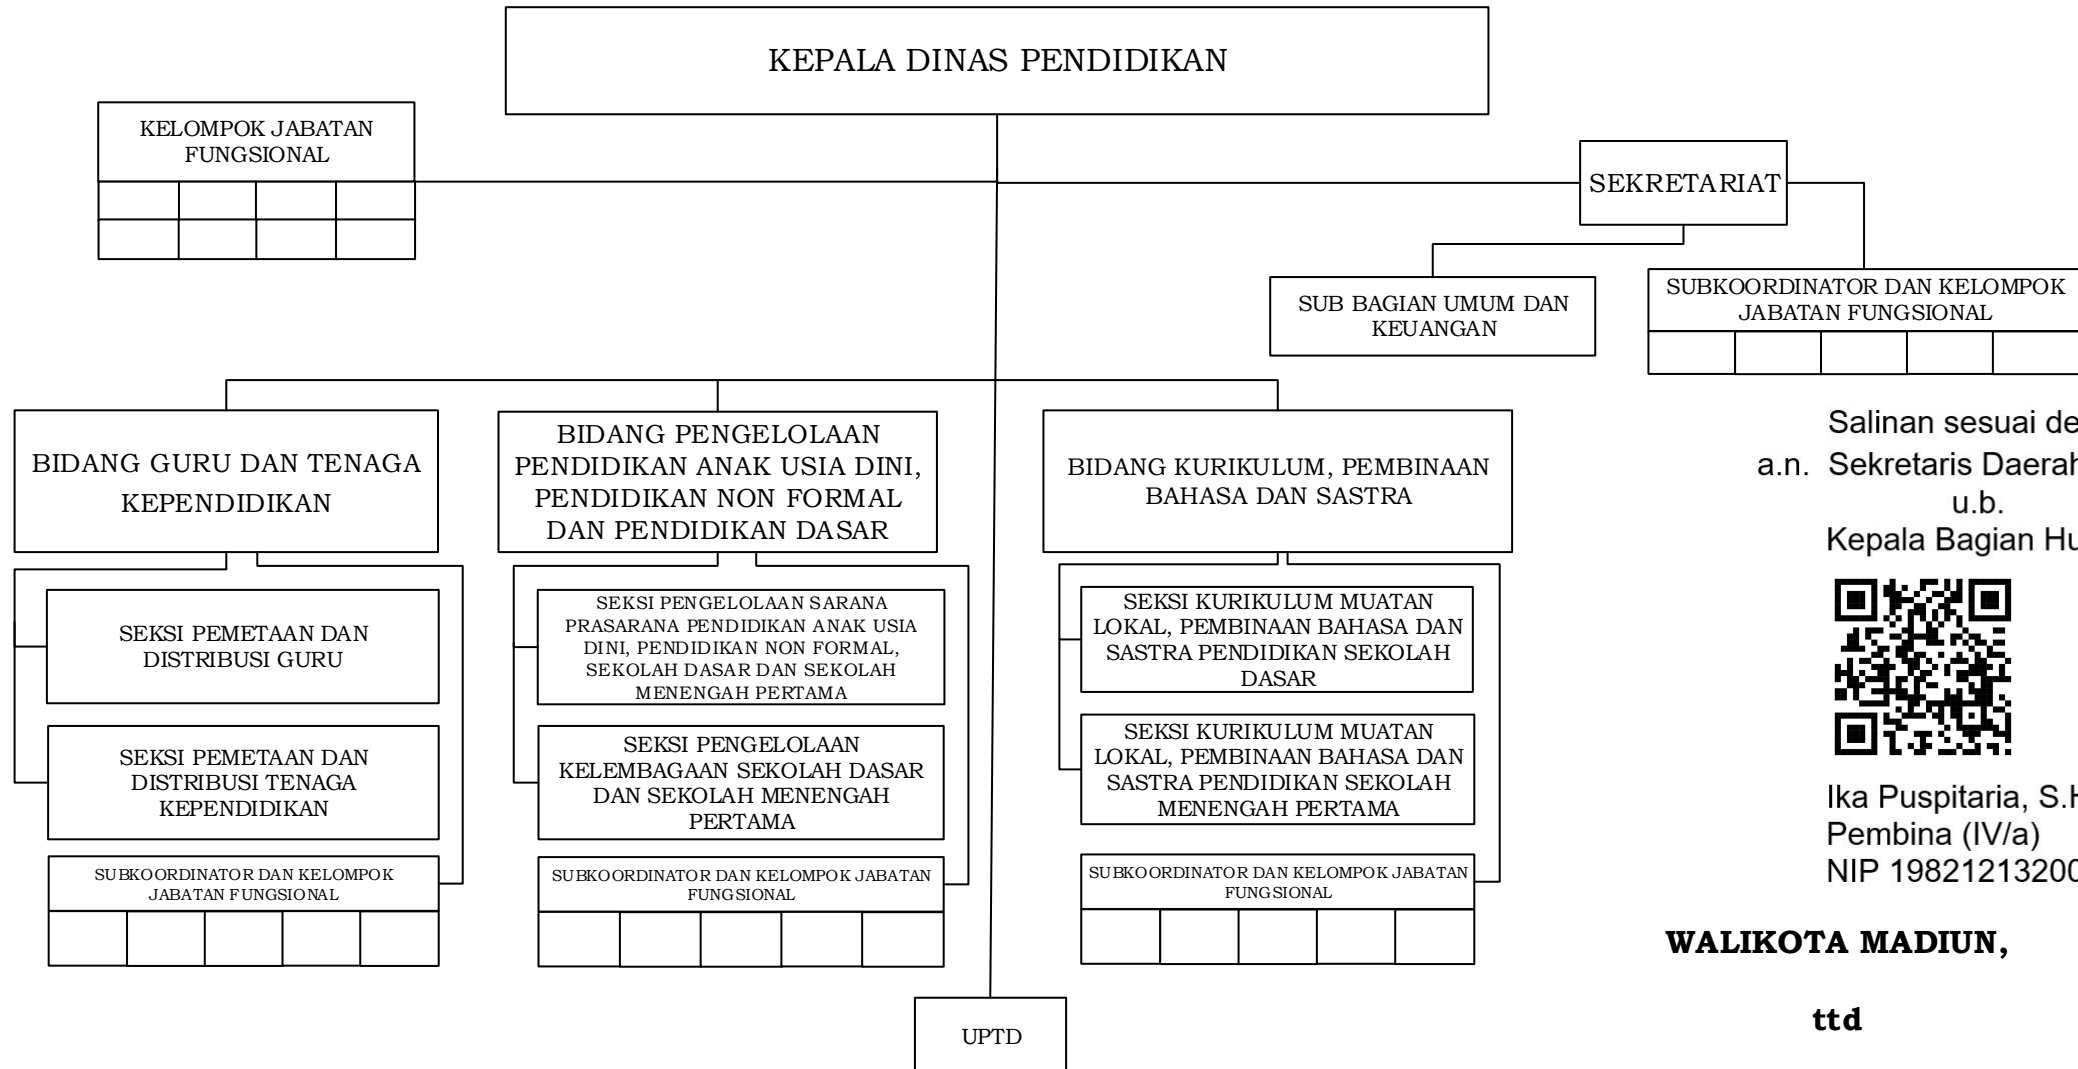 KEPALA DINAS PENDIDIKAN
KELOMPOK JABATAN
FUNGSIONAL
SEKRETARIAT
SUB BAGIAN UMUM DAN
KEUANGAN
SUBKOORDINATOR DAN KELOMPOK
JABATAN FUNGSIONAL
BIDANG GURU DAN TENAGA
KEPENDIDIKAN
SEKSI PEMETAAN DAN
DISTRIBUSI GURU
SEKSI PEMETAAN DAN
DISTRIBUSI TENAGA
KEPENDIDIKAN
SUBKOORDINATOR DAN KELOMPOK
JABATAN FUNGSIONAL
BIDANG PENGELOLAAN
PENDIDIKAN ANAK USIA DINI,
PENDIDIKAN NON FORMAL
DAN PENDIDIKAN DASAR
SEKSI PENGELOLAAN SARANA
PRASARANA PENDIDIKAN ANAK USIA
DINI, PENDIDIKAN NON FORMAL,
SEKOLAH DASAR DAN SEKOLAH
MENENGAH PERTAMA
SEKSI PENGELOLAAN
KELEMBAGAAN SEKOLAH DASAR
DAN SEKOLAH MENENGAH
PERTAMA
SUBKOORDINATOR DAN KELOMPOK JABATAN
FUNGSIONAL
BIDANG KURIKULUM, PEMBINAAN
BAHASA DAN SASTRA
SEKSI KURIKULUM MUATAN
LOKAL, PEMBINAAN BAHASA DAN
SASTRA PENDIDIKAN SEKOLAH
DASAR
SEKSI KURIKULUM MUATAN
LOKAL, PEMBINAAN BAHASA DAN
SASTRA PENDIDIKAN SEKOLAH
MENENGAH PERTAMA
SUBKOORDINATOR DAN KELOMPOK JABATAN
FUNGSIONAL
UPTD
Salinan sesuai de
a.n. Sekretaris Daerah
u.b.
Kepala Bagian Hu
Ika Puspitaria, S.H
Pembina (IV/a)
NIP 1982121320
WALIKOTA MADIUN,
ttd